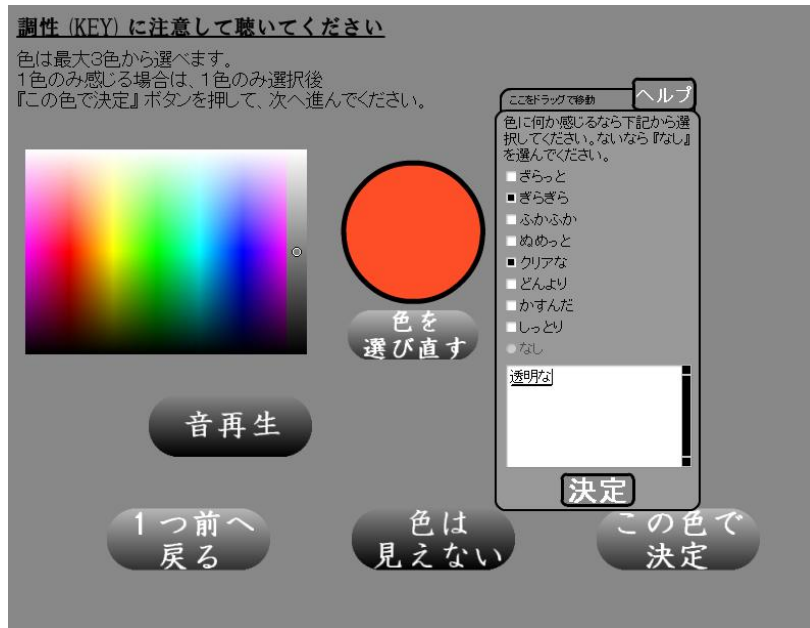 調性 (KEY) に注意して聴いてください
色は最大3色から選べます。
1色のみ感じる場合は、1色のみ選択後
『この色で決定』ボタンを押して、次へ進んでください。
ここをドラッグで移動
ヘルプ
色に何か感じるなら下記から選
択してください。ないなら『なし』
を選んでください。
ざらっと
ぎらぎら
ふかふか
ぬめっと
クリアな
どんより
かすんだ
しっとり
なし
透明な
決定
色を
選び直す
音再生
1つ前へ
戻る
色は
見えない
この色で
決定